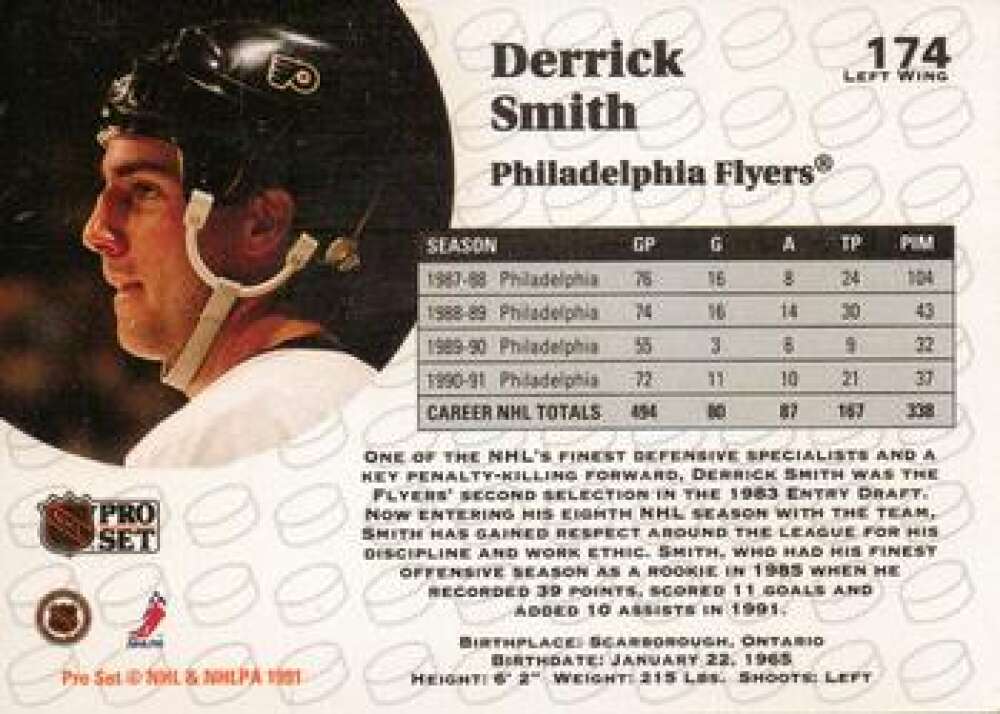 Derrick
Smith
174
LEFT WING
Philadelphia Flyers®
SEASON GP G A TP PIM
1987-88 Philadelphia 76 16 8 24 104
1988-89 Philadelphia 74 16 14 30 43
1989-90 Philadelphia 55 3 6 9 32
1990-91 Philadelphia 72 11 10 21 37
CAREER NHL TOTALS 494 80 87 167 338
ONE OF THE NHL'S FINEST DEFENSIVE SPECIALISTS AND A
KEY PENALTY-KILLING FORWARD, DERRICK SMITH WAS THE
FLYERS' SECOND SELECTION IN THE 1983 ENTRY DRAFT.
NOW ENTERING HIS EIGHTH NHL SEASON WITH THE TEAM,
SMITH HAS GAINED RESPECT AROUND THE LEAGUE FOR HIS
DISCIPLINE AND WORK ETHIC. SMITH, WHO HAD HIS FINEST
OFFENSIVE SEASON AS A ROOKIE IN 1985 WHEN HE
RECORDED 39 POINTS, SCORED 11 GOALS AND
ADDED 10 ASSISTS IN 1991.
PRO
SET
BIRTHPLACE: SCARBOROUGH, ONTARIO
BIRTHDATE: JANUARY 22, 1965
HEIGHT: 6' 2" WEIGHT: 215 LBS. SHOOTS: LEFT
NHLPA
Pro Set © NHL & NHLPA 1991